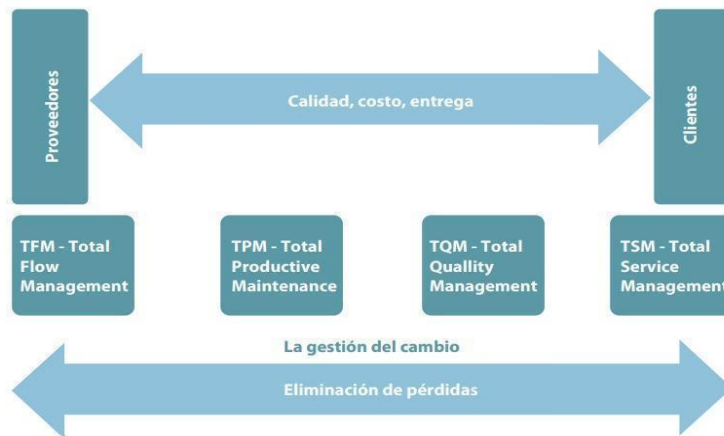 Proveedores
Calidad, costo, entrega
Clientes
TFM - Total
Flow
Management
TPM - Total
Productive
Maintenance
TQM - Total
Quallity
Management
TSM - Total
Service
Management
La gestión del cambio
Eliminación de pérdidas